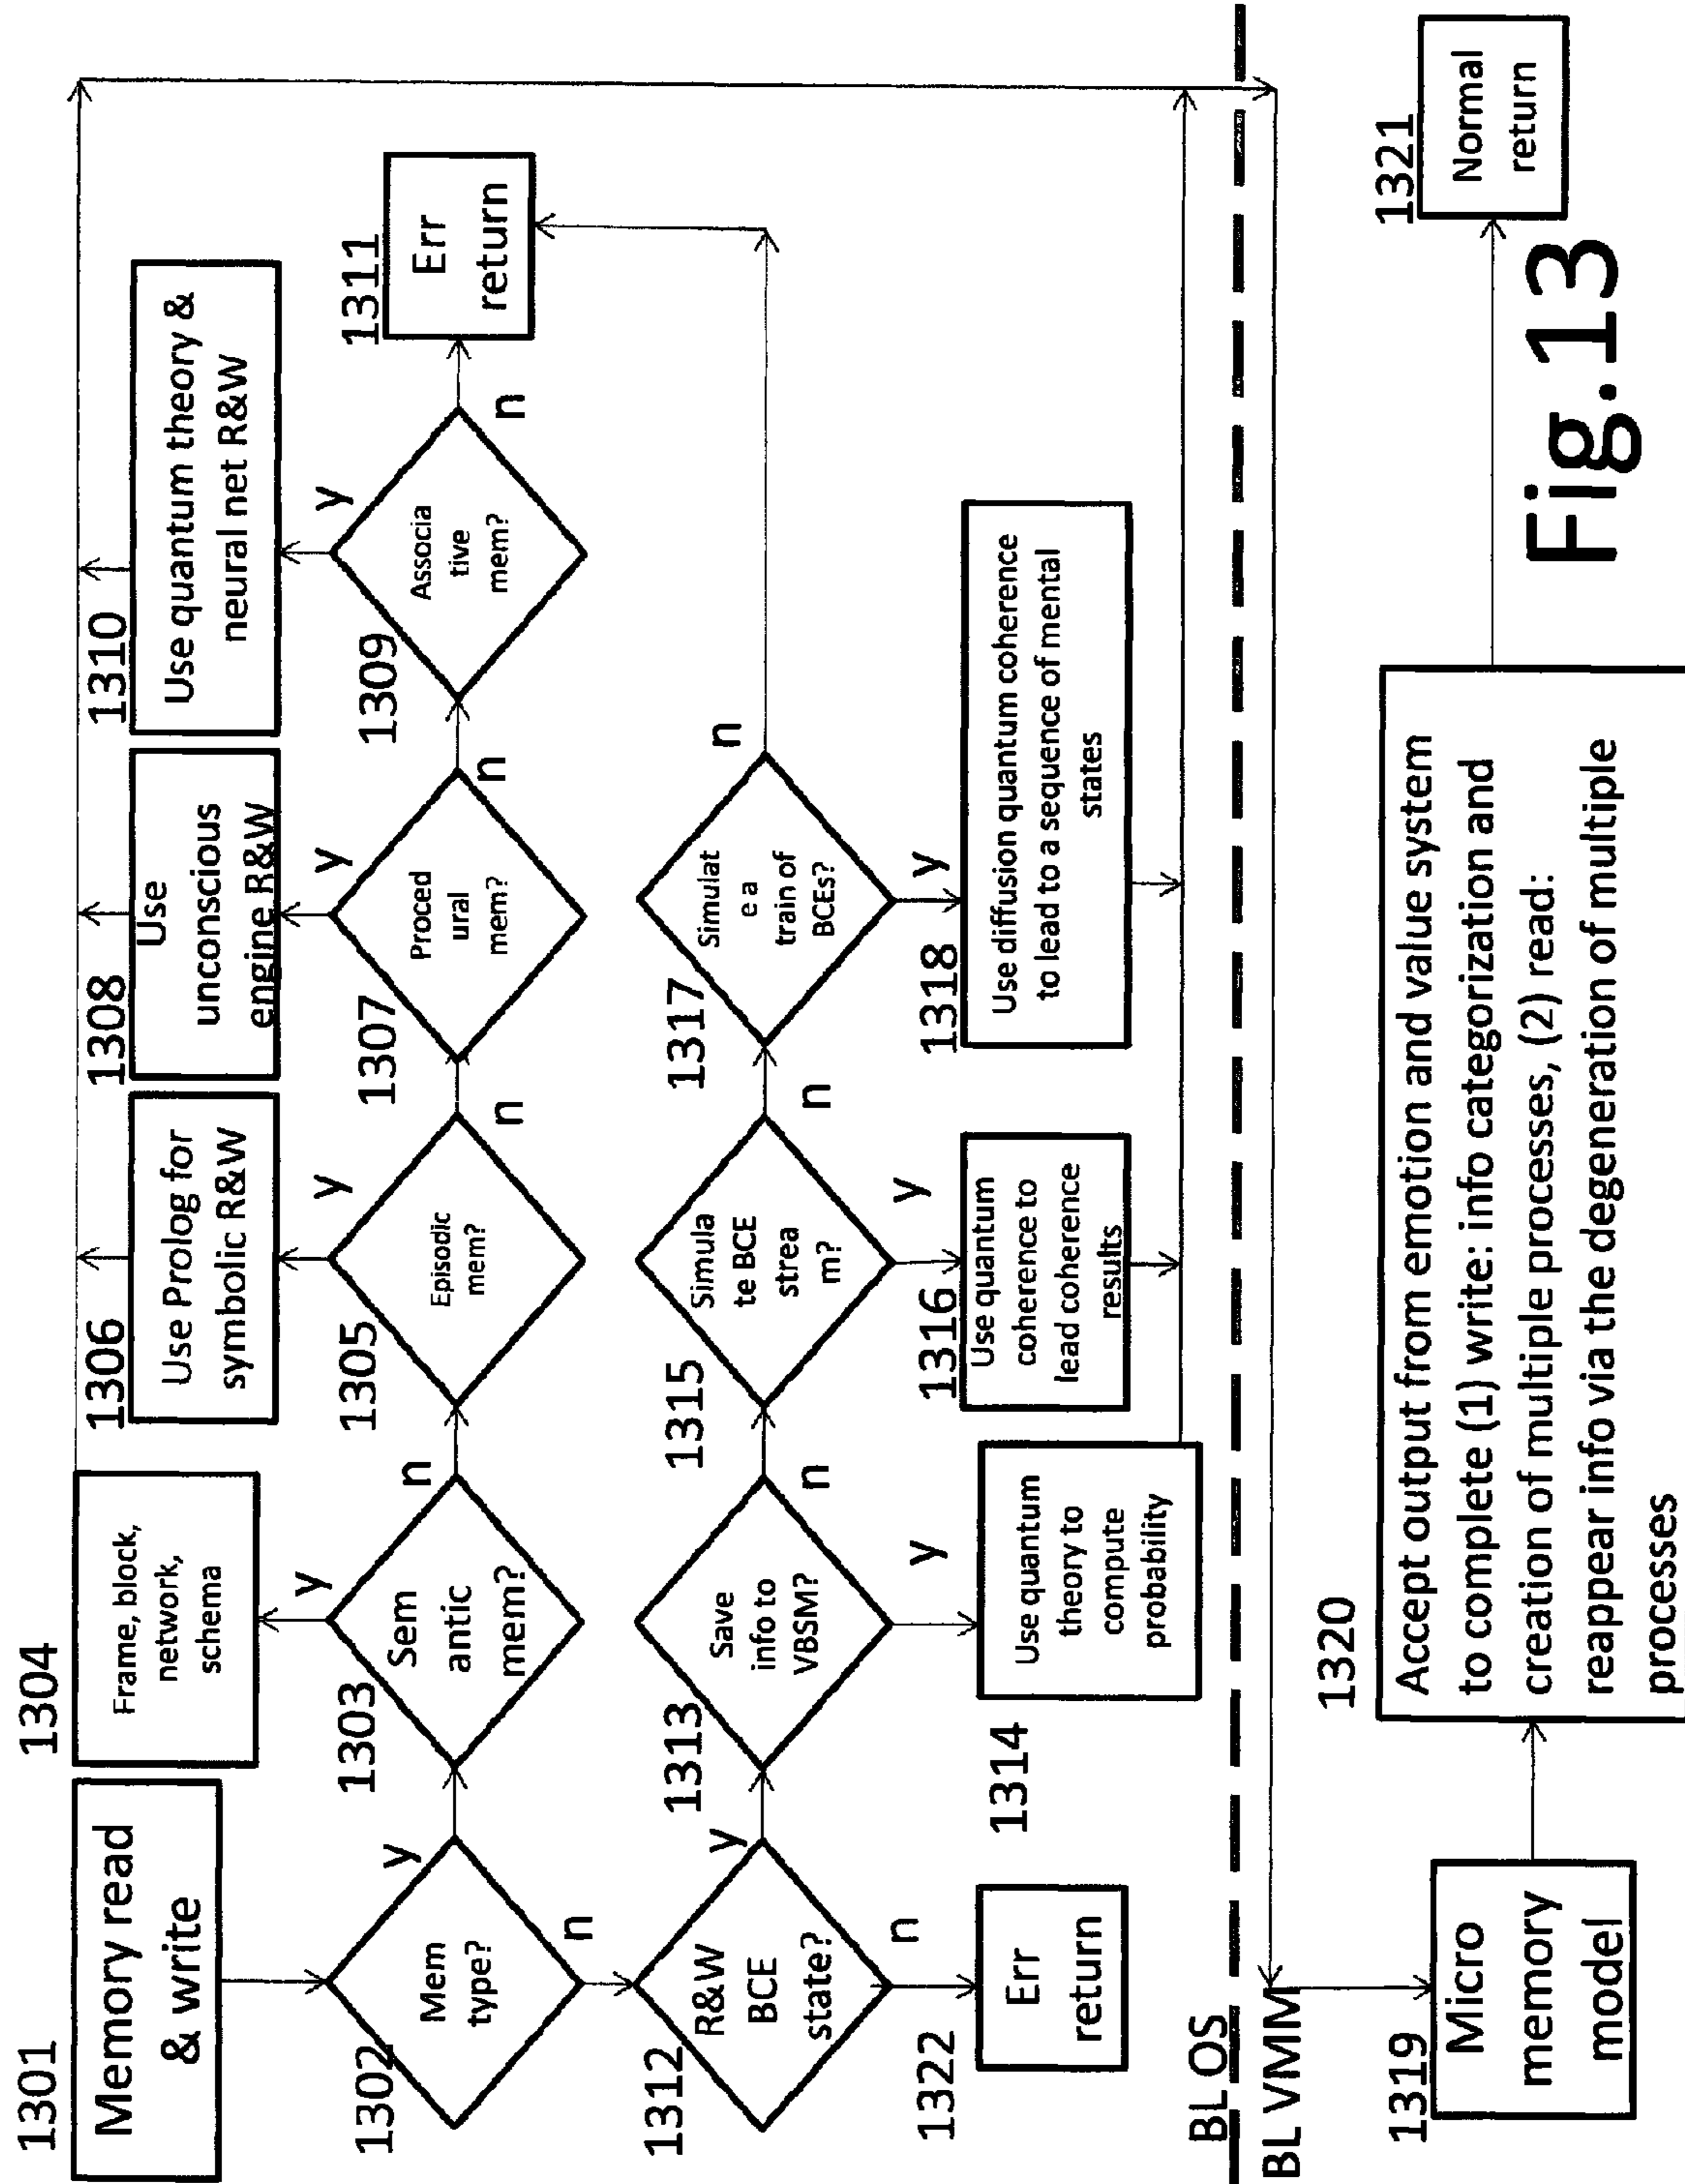 1301
Memory read
& write
1302
Mem
type?
y
n
1303
Sem
antic
mem?
y
n
1304
Frame, block,
network,
schema
1305
Episodic
mem?
y
n
1306
Use Prolog for
symbolic R&W
1307
Proced
ural
mem?
y
n
1308
Use
unconscious
engine R&W
1309
Associa
tive
mem?
y
n
1310
Use quantum theory &
neural net R&W
1311
Err
return
1312
R&W
BCE
state?
y
n
1322
Err
return
1313
Save
info to
VBSM?
y
n
1314
Use quantum
theory to
compute
probability
1315
Simula
te BCE
strea
m?
y
n
1316
Use quantum
coherence to
lead coherence
results
1317
Simulat
e a
train of
BCEs?
y
n
1318
Use diffusion quantum coherence
to lead to a sequence of mental
states
BL OS
BL VMM
1319
Micro
memory
model
1320
Accept output from emotion and value system
to complete (1) write: info categorization and
creation of multiple processes, (2) read:
reappear info via the degeneration of multiple
processes
1321
Normal
return
Fig.13